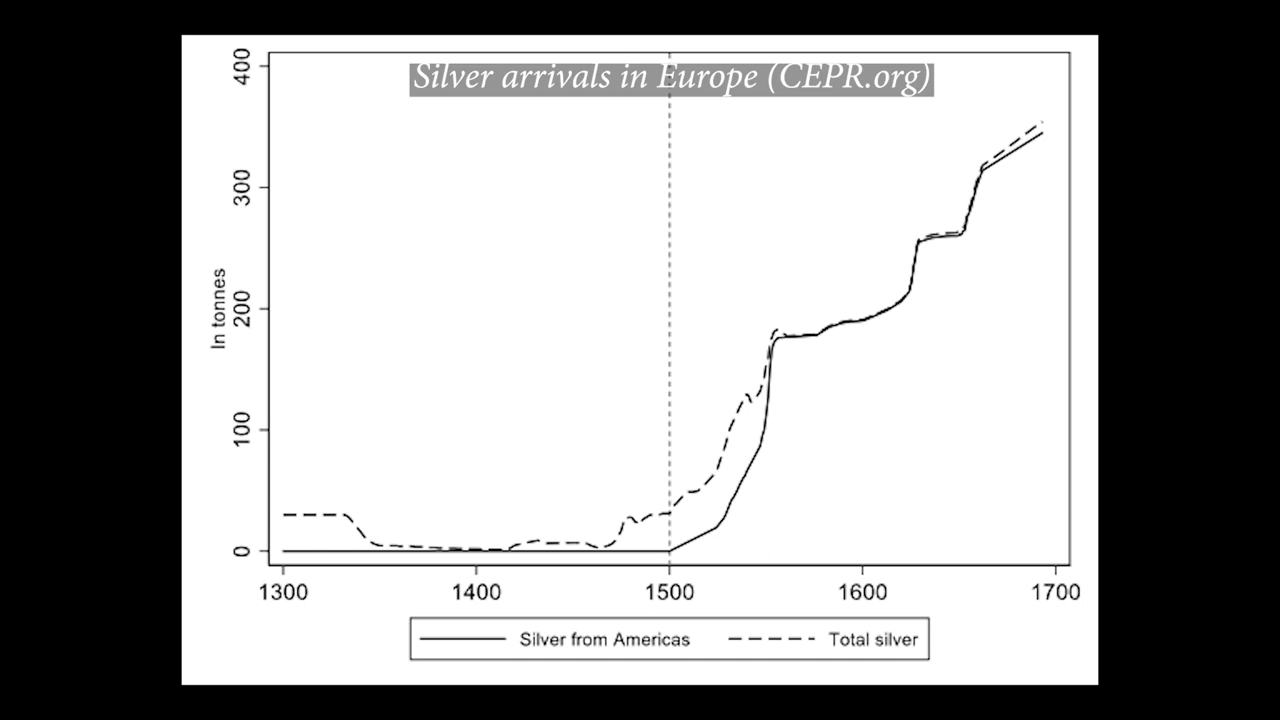 Silver arrivals in Europe (CEPR.org)
400
300
200
100
0
In tonnes
1300 1400 1500 1600 1700
Silver from Americas Total silver